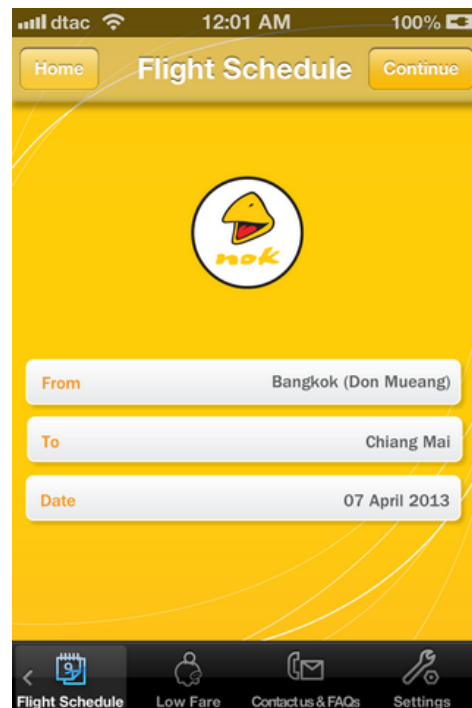 dtac 12:01 AM 100%
Home Flight Schedule Continue
nok
From Bangkok (Don Mueang)
To Chiang Mai
Date 07 April 2013
9
Flight Schedule Low Fare Contact us & FAQs Settings